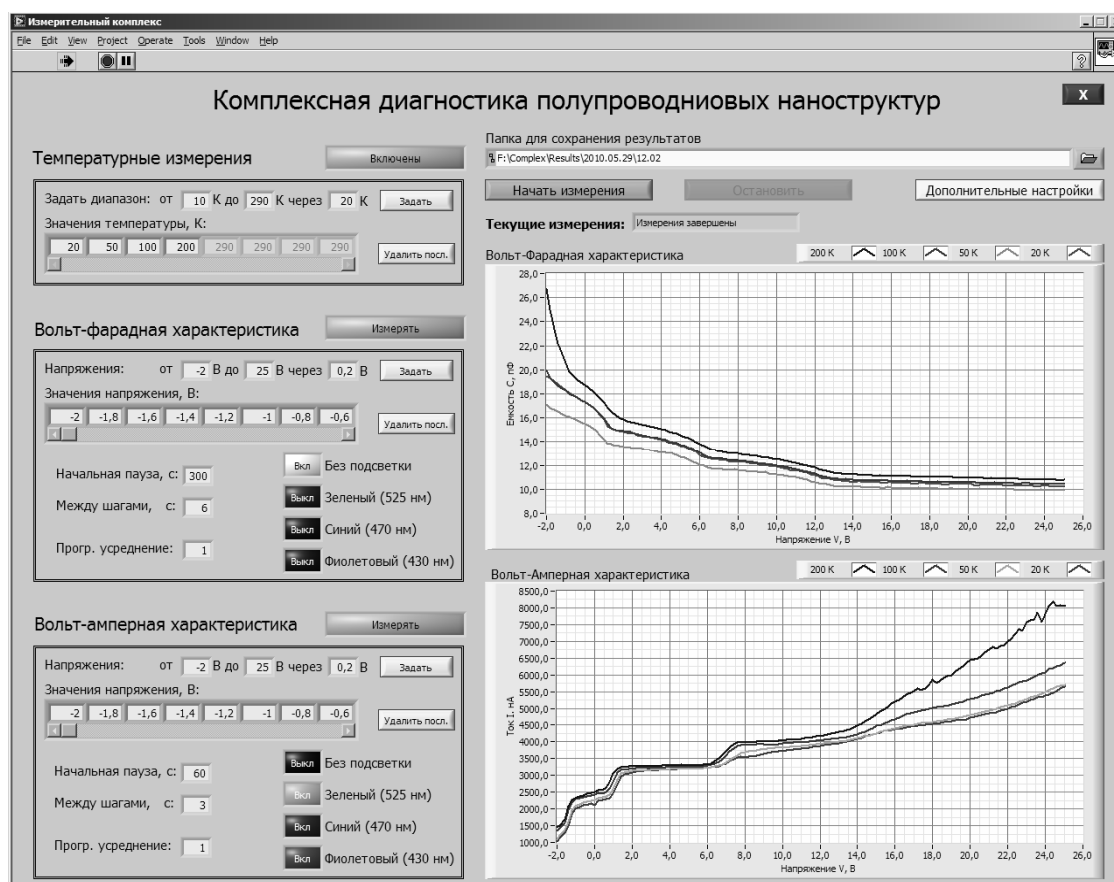 Измерительный комплекс
File Edit View Project Operate Tools Window Help
Комплексная диагностика полупроводниовых наноструктур
X
Температурные измерения
Включены
Задать диапазон: от 10 К до 290 К через 20 К Задать
Значения температуры, К:
20 50 100 200 290 290 290 290
Удалить посл.
Вольт-фарадная характеристика
Измерять
Напряжения: от -2 В до 25 В через 0,2 В Задать
Значения напряжения, В:
-2 -1,8 -1,6 -1,4 -1,2 -1 -0,8 -0,6
Удалить посл.
Начальная пауза, с: 300
Между шагами, с: 6
Прогр. усреднение: 1
Вкл Без подсветки
Выкл Зеленый (525 нм)
Выкл Синий (470 нм)
Выкл Фиолетовый (430 нм)
Вольт-амперная характеристика
Измерять
Напряжения: от -2 В до 25 В через 0,2 В Задать
Значения напряжения, В:
-2 -1,8 -1,6 -1,4 -1,2 -1 -0,8 -0,6
Удалить посл.
Начальная пауза, с: 60
Между шагами, с: 3
Прогр. усреднение: 1
Выкл Без подсветки
Вкл Зеленый (525 нм)
Вкл Синий (470 нм)
Вкл Фиолетовый (430 нм)
Папка для сохранения результатов
F:\Complex\Results\2010.05.29\12.02
Начать измерения
Остановить
Дополнительные настройки
Текущие измерения: Измерения завершены
Вольт-Фарадная характеристика
200 К 100 К 50 К 20 К
28,0
26,0
24,0
22,0
20,0
18,0
16,0
14,0
12,0
10,0
8,0
Емкость С, пФ
-2,0 0,0 2,0 4,0 6,0 8,0 10,0 12,0 14,0 16,0 18,0 20,0 22,0 24,0 26,0
Напряжение V, В
Вольт-Амперная характеристика
200 К 100 К 50 К 20 К
8500,0
8000,0
7500,0
7000,0
6500,0
6000,0
5500,0
5000,0
4500,0
4000,0
3500,0
3000,0
2500,0
2000,0
1500,0
1000,0
Ток I, нА
-2,0 0,0 2,0 4,0 6,0 8,0 10,0 12,0 14,0 16,0 18,0 20,0 22,0 24,0 26,0
Напряжение V, В